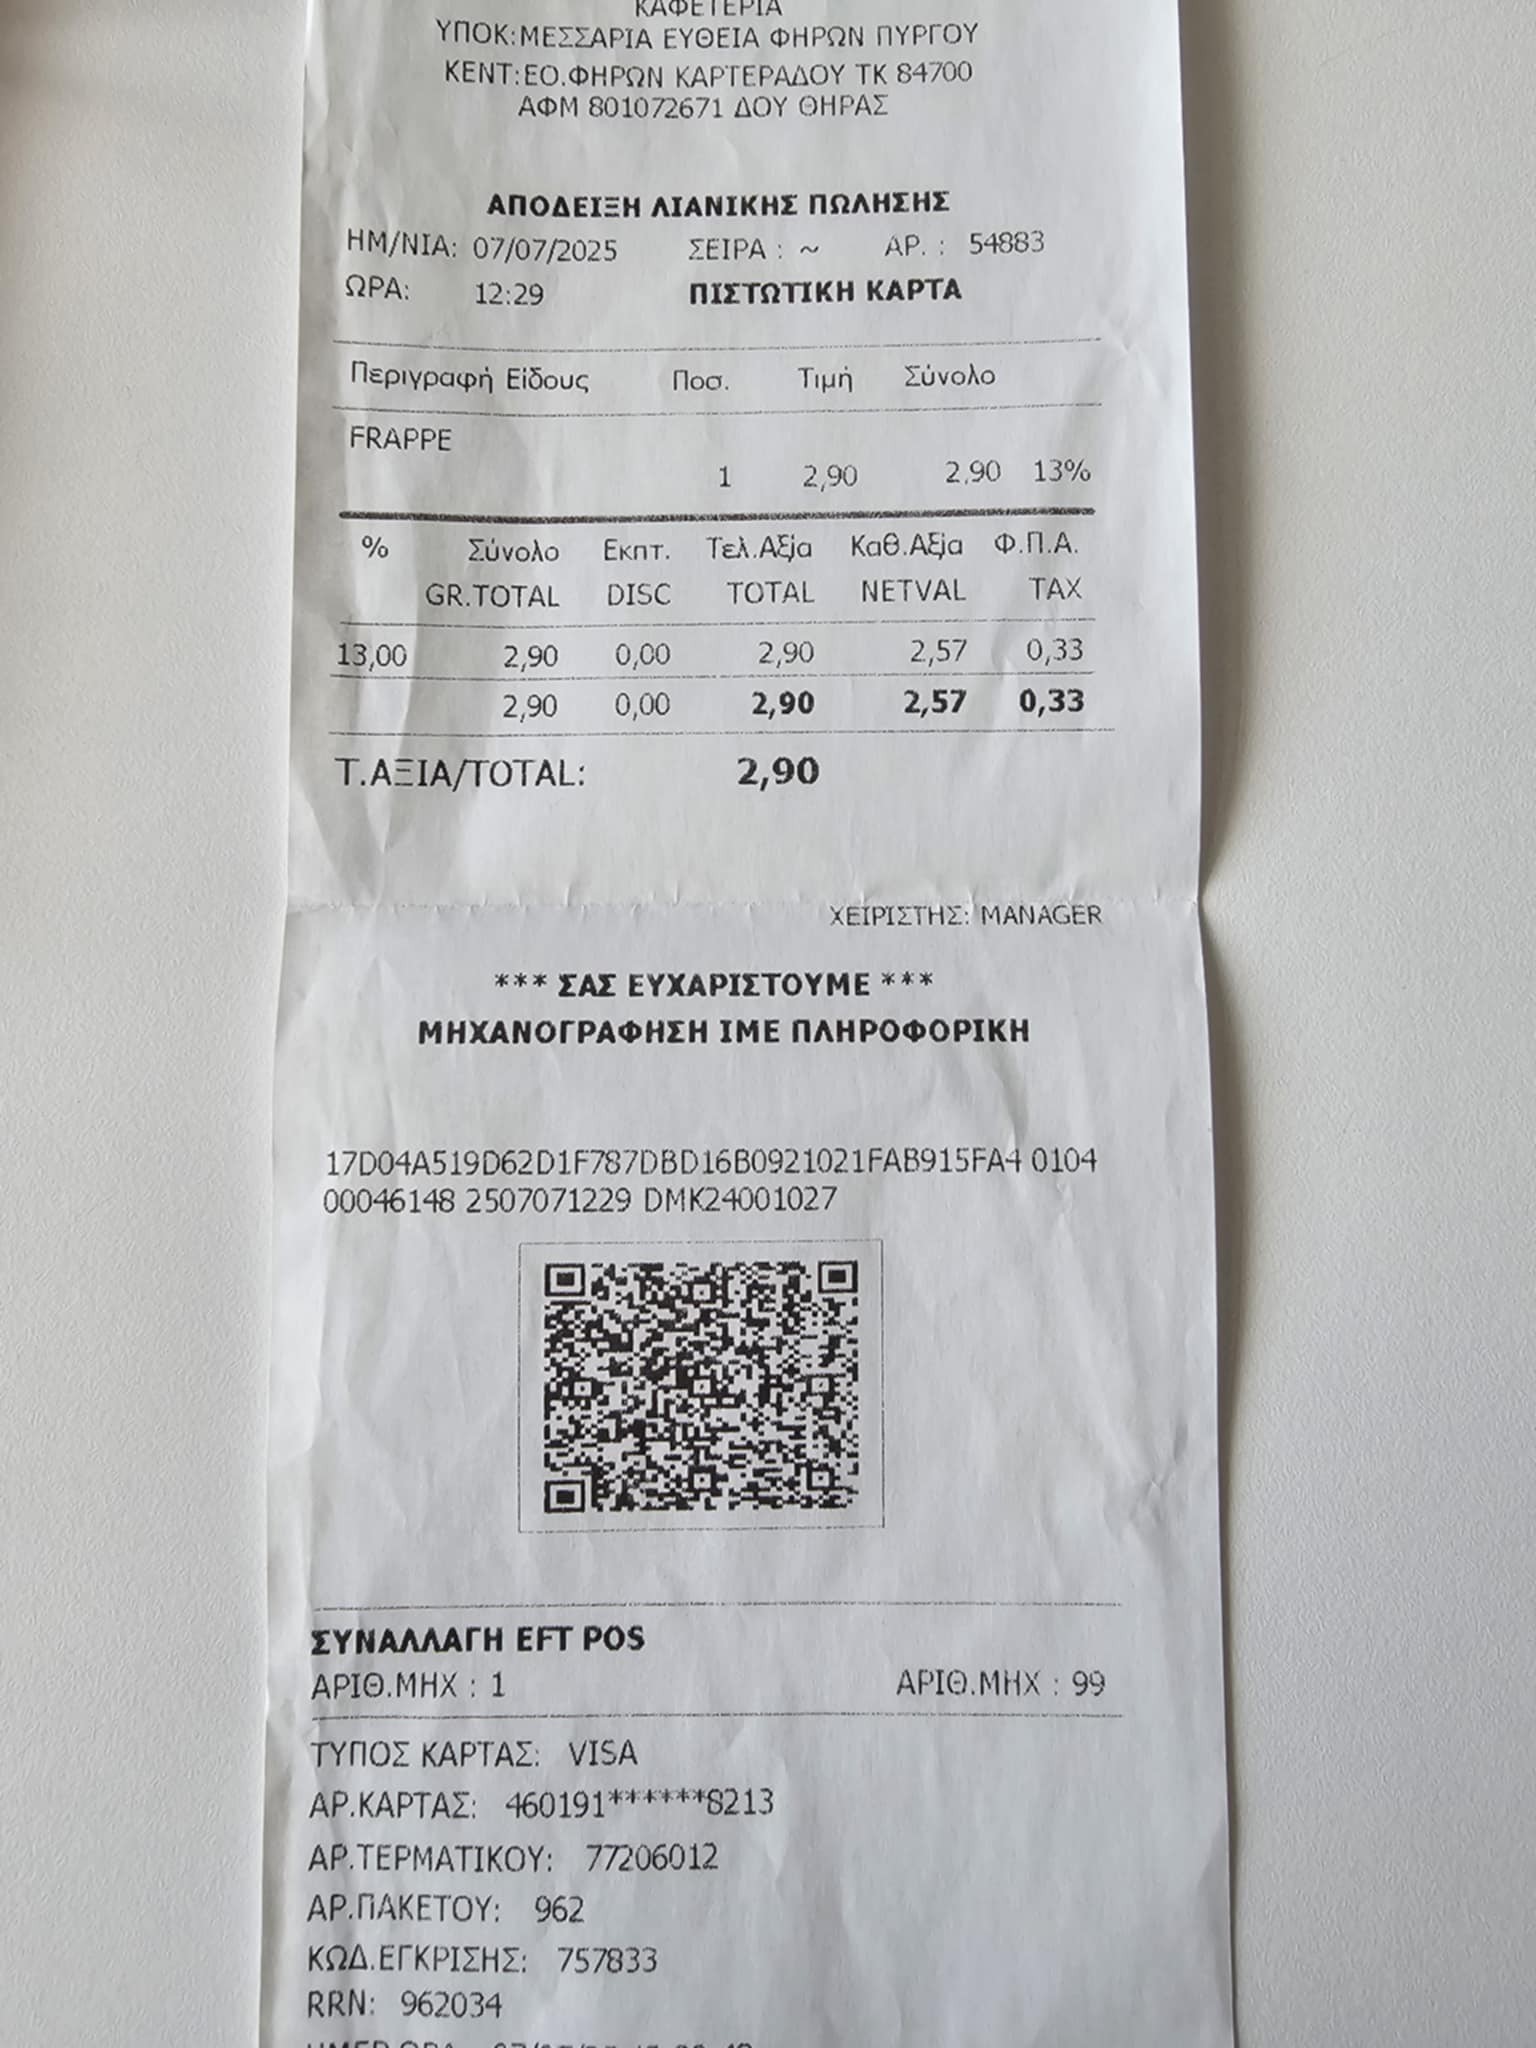 ΚΑΦΕΤΕΡΙΑ
ΥΠΟΚ:ΜΕΣΣΑΡΙΑ ΕΥΘΕΙΑ ΦΗΡΩΝ ΠΥΡΓΟΥ
ΚΕΝΤ:ΕΟ.ΦΗΡΩΝ ΚΑΡΤΕΡΑΔΟΥ ΤΚ 84700
ΑΦΜ 801072671 ΔΟΥ ΘΗΡΑΣ
ΑΠΟΔΕΙΞΗ ΛΙΑΝΙΚΗΣ ΠΩΛΗΣΗΣ
ΗΜ/ΝΙΑ: 07/07/2025 ΣΕΙΡΑ : ~ ΑΡ. : 54883
ΩΡΑ: 12:29 ΠΙΣΤΩΤΙΚΗ ΚΑΡΤΑ
Περιγραφή Είδους Ποσ. Τιμή Σύνολο
FRAPPE
1 2,90 2,90 13%
% Σύνολο Εκπτ. Τελ.Αξία Καθ.Αξία Φ.Π.Α.
GR.TOTAL DISC TOTAL NETVAL TAX
13,00 2,90 0,00 2,90 2,57 0,33
2,90 0,00 2,90 2,57 0,33
Τ.ΑΞΙΑ/TOTAL: 2,90
ΧΕΙΡΙΣΤΗΣ: MANAGER
*** ΣΑΣ ΕΥΧΑΡΙΣΤΟΥΜΕ ***
ΜΗΧΑΝΟΓΡΑΦΗΣΗ ΙΜΕ ΠΛΗΡΟΦΟΡΙΚΗ
17D04A519D62D1F787DBD16B0921021FAB915FA4 0104
00046148 2507071229 DMK24001027
ΣΥΝΑΛΛΑΓΗ EFT POS
ΑΡΙΘ.ΜΗΧ : 1 ΑΡΙΘ.ΜΗΧ : 99
ΤΥΠΟΣ ΚΑΡΤΑΣ: VISA
ΑΡ.ΚΑΡΤΑΣ: 460191******8213
ΑΡ.ΤΕΡΜΑΤΙΚΟΥ: 77206012
ΑΡ.ΠΑΚΕΤΟΥ: 962
ΚΩΔ.ΕΓΚΡΙΣΗΣ: 757833
RRN: 962034